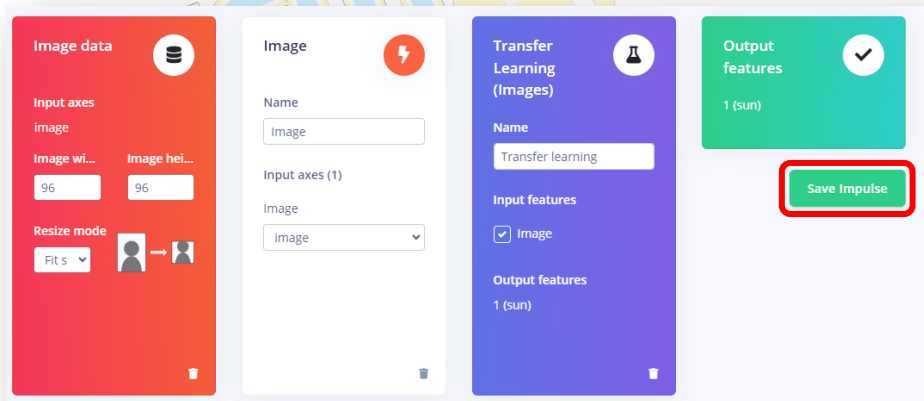 Image data
Input axes
image
Image wi... Image hei...
96 96
Resize mode
Fit s
Image
Name
Image
Input axes (1)
Image
image
Transfer
Learning
(Images)
Name
Transfer learning
Input features
Image
Output features
1 (sun)
Output
features
1 (sun)
Save Impulse